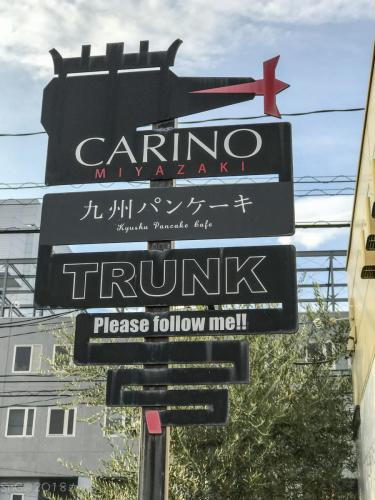 CARINO
MIYAZAKI
九州パンケーキ
Kyushu Pancake Cafe
TRUNK
Please follow me!!